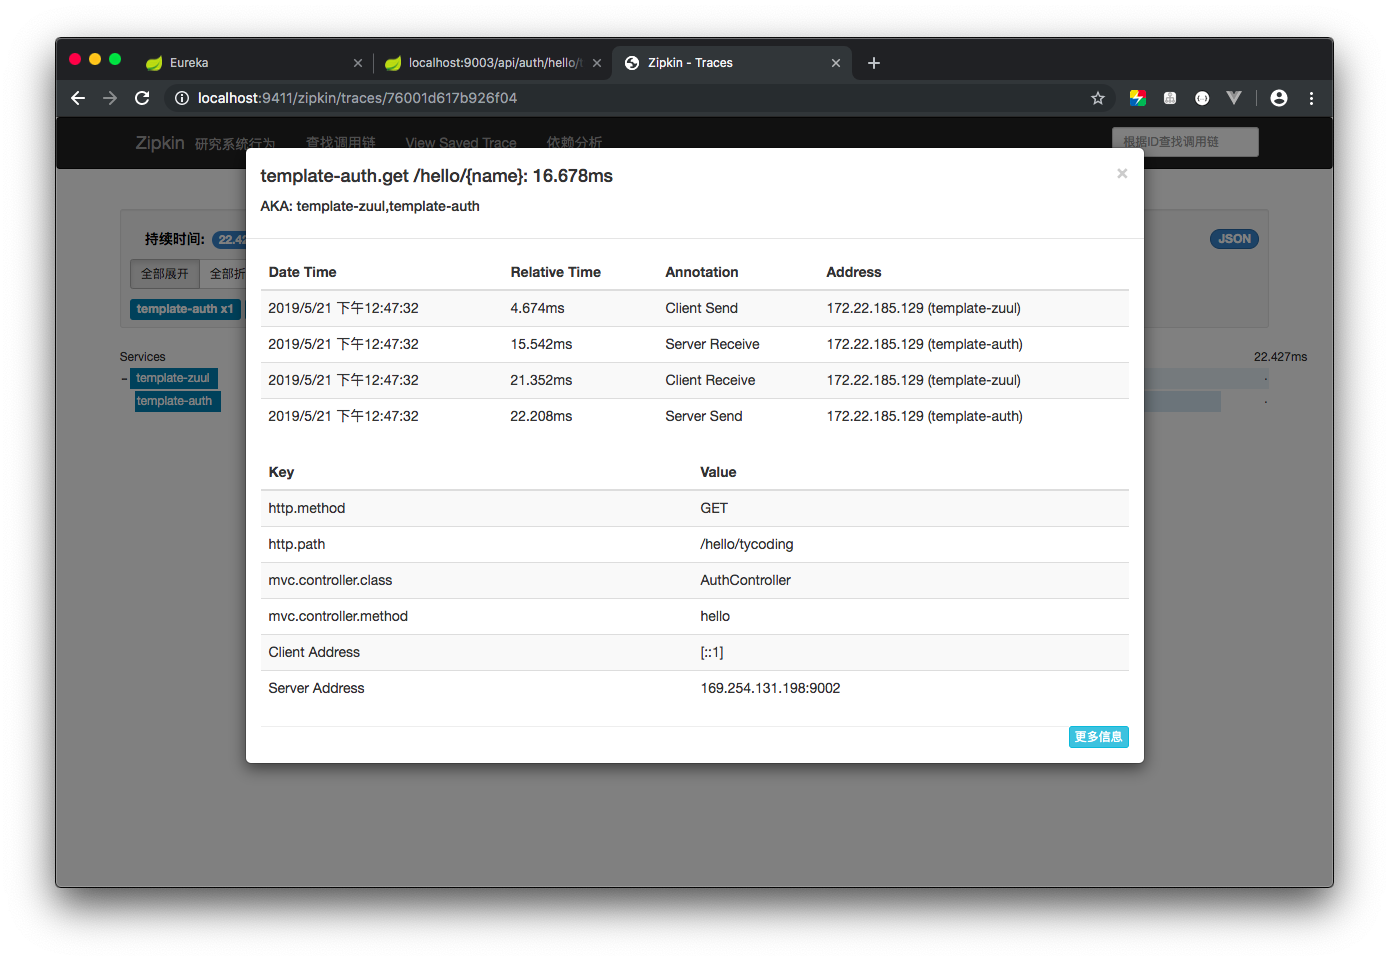 Eureka
localhost:9003/api/auth/hello/
Zipkin - Traces
localhost:9411/zipkin/traces/76001d617b926f04
Zipkin 研究系统行为 查找调用链 View Saved Trace 依赖分析 根据ID查找调用链
template-auth.get /hello/{name}: 16.678ms
AKA: template-zuul,template-auth
持续时间: 22.42
JSON
全部展开 全部折
template-auth x1
Services 22.427ms
template-zuul
template-auth
Date Time Relative Time Annotation Address
2019/5/21 下午12:47:32 4.674ms Client Send 172.22.185.129 (template-zuul)
2019/5/21 下午12:47:32 15.542ms Server Receive 172.22.185.129 (template-auth)
2019/5/21 下午12:47:32 21.352ms Client Receive 172.22.185.129 (template-zuul)
2019/5/21 下午12:47:32 22.208ms Server Send 172.22.185.129 (template-auth)
Key Value
http.method GET
http.path /hello/tycoding
mvc.controller.class AuthController
mvc.controller.method hello
Client Address [::1]
Server Address 169.254.131.198:9002
更多信息